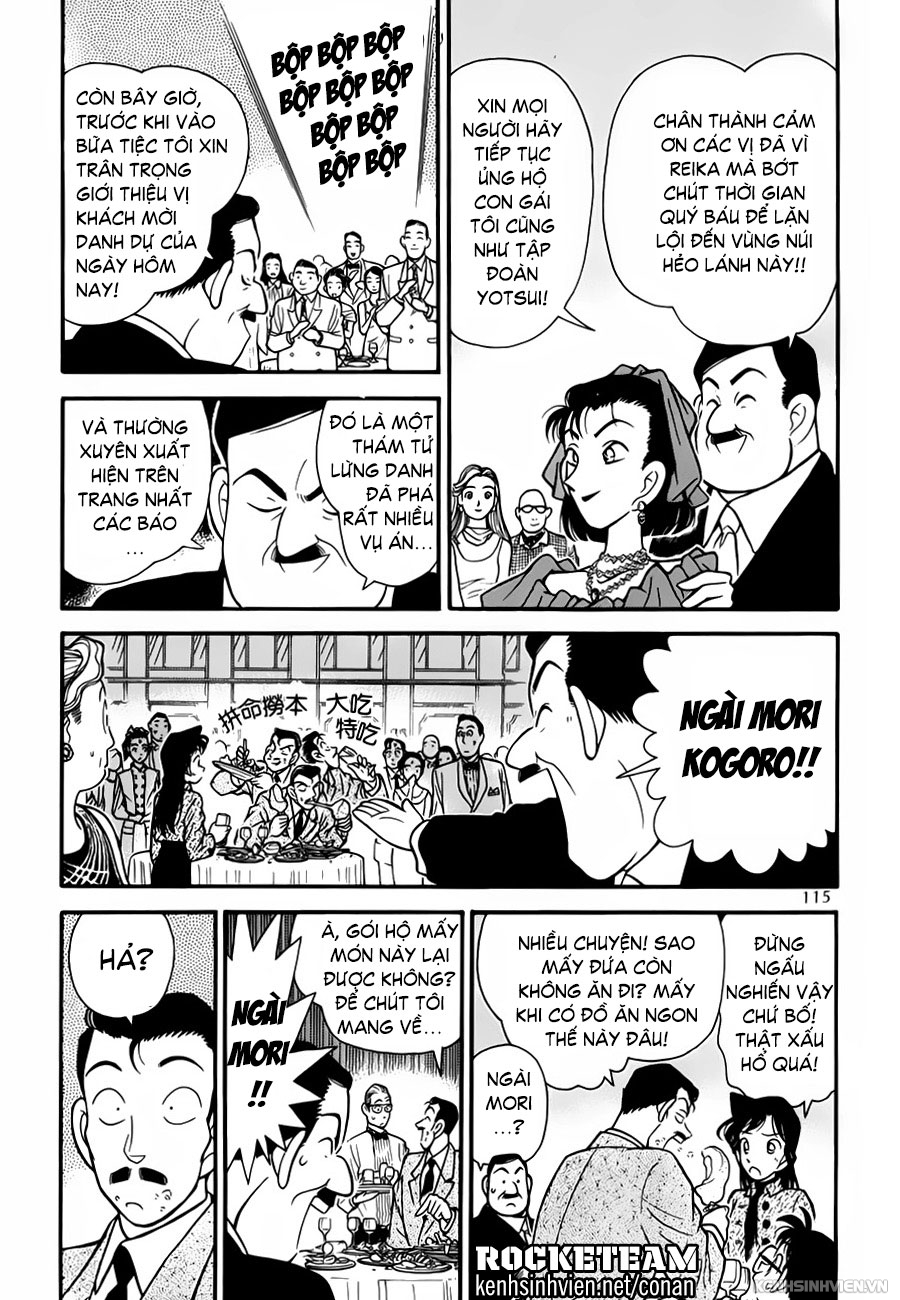 CHÂN THÀNH CẢM
ƠN CÁC VỊ ĐÃ VÌ
REIKA MÀ BỚT
CHÚT THỜI GIAN
QUÝ BÁU ĐỂ LẶN
LỘI ĐẾN VÙNG NÚI
HẺO LÁNH NÀY!!
XIN MỌI
NGƯỜI HÃY
TIẾP TỤC
ỦNG HỘ
CON GÁI
TÔI CŨNG
NHƯ TẬP
ĐOÀN
YOTSUI!
BỘP BỘP BỘP
BỘP BỘP BỘP
BỘP BỘP
BỘP BỘP
CÒN BÂY GIỜ,
TRƯỚC KHI VÀO
BỮA TIỆC TÔI XIN
TRÂN TRỌNG
GIỚI THIỆU VỊ
KHÁCH MỜI
DANH DỰ CỦA
NGÀY HÔM
NAY!
ĐÓ LÀ MỘT
THÁM TỬ
LỪNG DANH
ĐÃ PHÁ
RẤT NHIỀU
VỤ ÁN...
VÀ THƯỜNG
XUYÊN XUẤT
HIỆN TRÊN
TRANG NHẤT
CÁC BÁO
...
NGÀI MORI
KOGORO!!
大吃
特吃
拼命撈本
115
ĐỪNG
NGẤU
NGHIẾN VẬY
CHỨ BỐ!
THẬT XẤU
HỔ QUÁ!
NHIỀU CHUYỆN! SAO
MẤY ĐỨA CÒN
KHÔNG ĂN ĐI? MẤY
KHI CÓ ĐỒ ĂN NGON
THẾ NÀY ĐÂU!
NGÀI
MORI
...?
À, GÓI HỘ MẤY
MÓN NÀY LẠI
ĐƯỢC KHÔNG?
ĐỂ CHÚT TÔI
MANG VỀ...
NGÀI
MORI
!!
HẢ?
ROCKETEAM
kenhsinhvien.net/conan
KENHSINHVIEN.VN